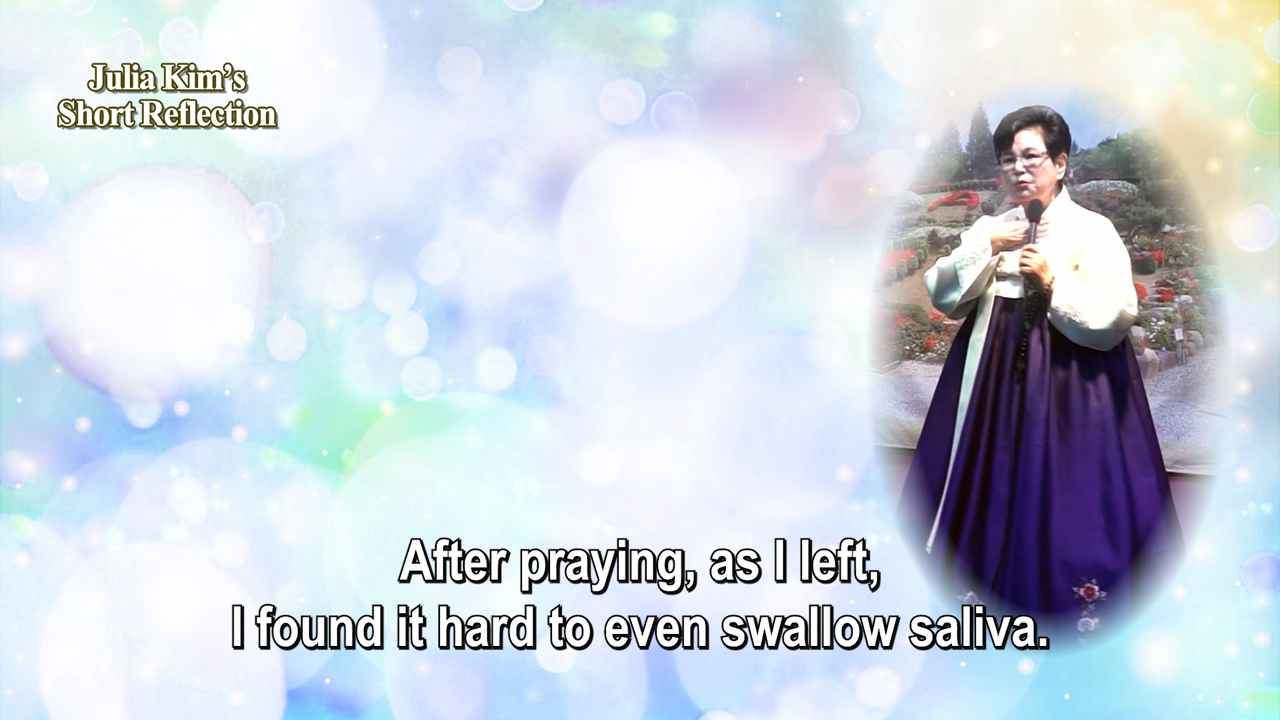 Julia Kim's
Short Reflection
After praying, as I left,
I found it hard to even swallow saliva.